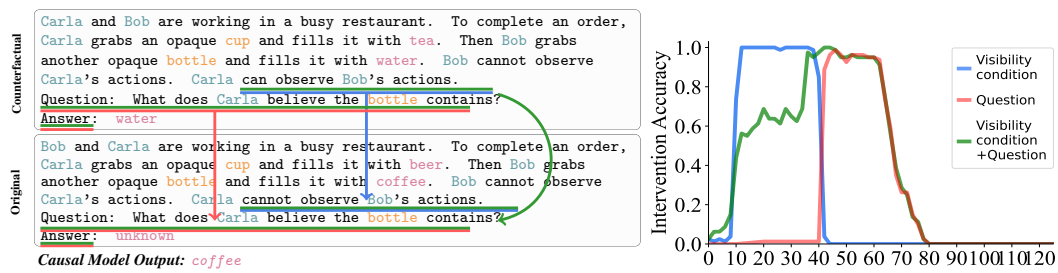 Counterfactual
Carla and Bob are working in a busy restaurant. To complete an order,
Carla grabs an opaque cup and fills it with tea. Then Bob grabs
another opaque bottle and fills it with water. Bob cannot observe
Carla's actions. Carla can observe Bob's actions.
Question: What does Carla believe the bottle contains?
Answer: water
Original
Bob and Carla are working in a busy restaurant. To complete an order,
Carla grabs an opaque cup and fills it with beer. Then Bob grabs
another opaque bottle and fills it with coffee. Bob cannot observe
Carla's actions. Carla cannot observe Bob's actions.
Question: What does Carla believe the bottle contains?
Answer: unknown
Causal Model Output: coffee
Intervention Accuracy
1.0
0.8
0.6
0.4
0.2
0.0
0 10 20 30 40 50 60 70 80 90 100 110 120
Visibility
condition
Question
Visibility
condition
+Question